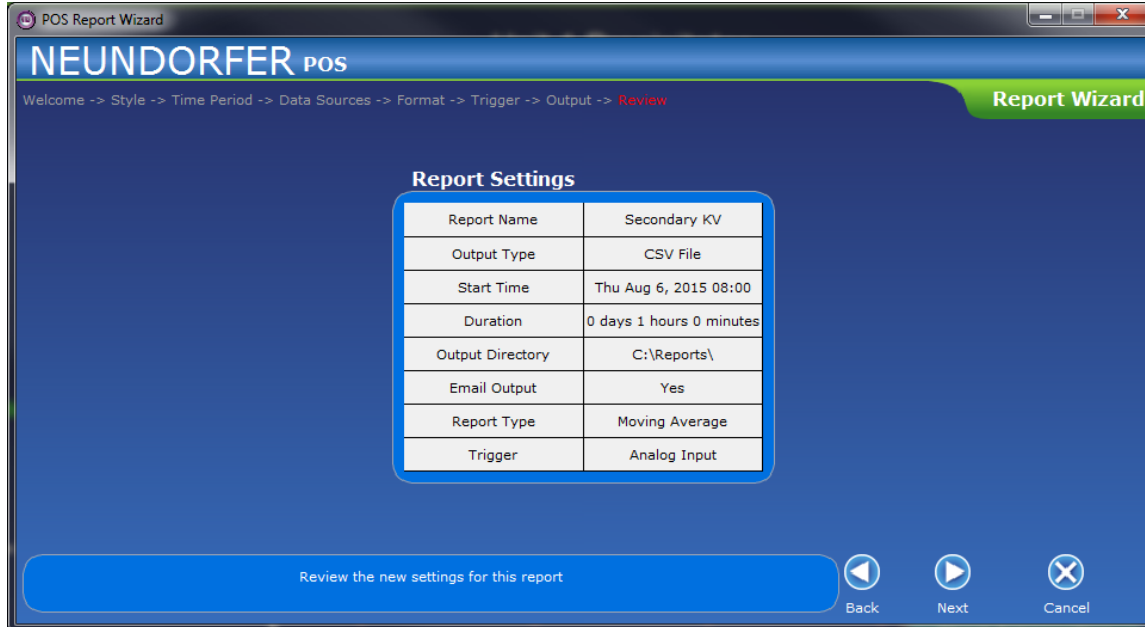 POS Report Wizard
NEUNDORFER POS
Welcome -> Style -> Time Period -> Data Sources -> Format -> Trigger -> Output -> Review
Report Wizard
Report Settings
Report Name Secondary KV
Output Type CSV File
Start Time Thu Aug 6, 2015 08:00
Duration 0 days 1 hours 0 minutes
Output Directory C:\Reports\
Email Output Yes
Report Type Moving Average
Trigger Analog Input
Review the new settings for this report
Back Next Cancel